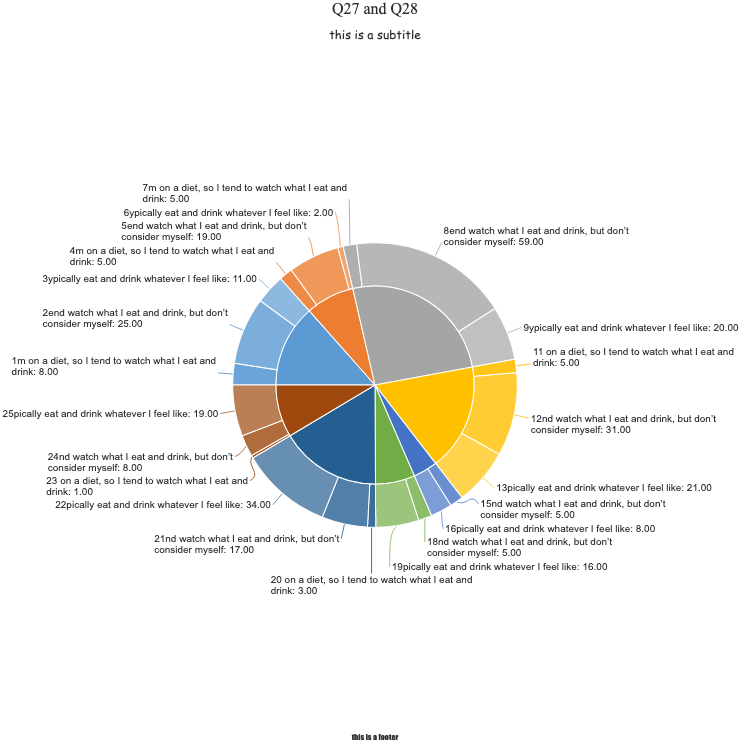 Q27 and Q28
this is a subtitle
7m on a diet, so I tend to watch what I eat and
drink: 5.00
6ypically eat and drink whatever I feel like: 2.00
5end watch what I eat and drink, but don't
consider myself: 19.00
4m on a diet, so I tend to watch what I eat and
drink: 5.00
3ypically eat and drink whatever I feel like: 11.00
2end watch what I eat and drink, but don't
consider myself: 25.00
1m on a diet, so I tend to watch what I eat and
drink: 8.00
25pically eat and drink whatever I feel like: 19.00
24nd watch what I eat and drink, but don't
consider myself: 8.00
23 on a diet, so I tend to watch what I eat and
drink: 1.00
22pically eat and drink whatever I feel like: 34.00
21nd watch what I eat and drink, but don't
consider myself: 17.00
20 on a diet, so I tend to watch what I eat and
drink: 3.00
8end watch what I eat and drink, but don't
consider myself: 59.00
9ypically eat and drink whatever I feel like: 20.00
11 on a diet, so I tend to watch what I eat and
drink: 5.00
12nd watch what I eat and drink, but don't
consider myself: 31.00
13pically eat and drink whatever I feel like: 21.00
15nd watch what I eat and drink, but don't
consider myself: 5.00
16pically eat and drink whatever I feel like: 8.00
18nd watch what I eat and drink, but don't
consider myself: 5.00
19pically eat and drink whatever I feel like: 16.00
this is a footer